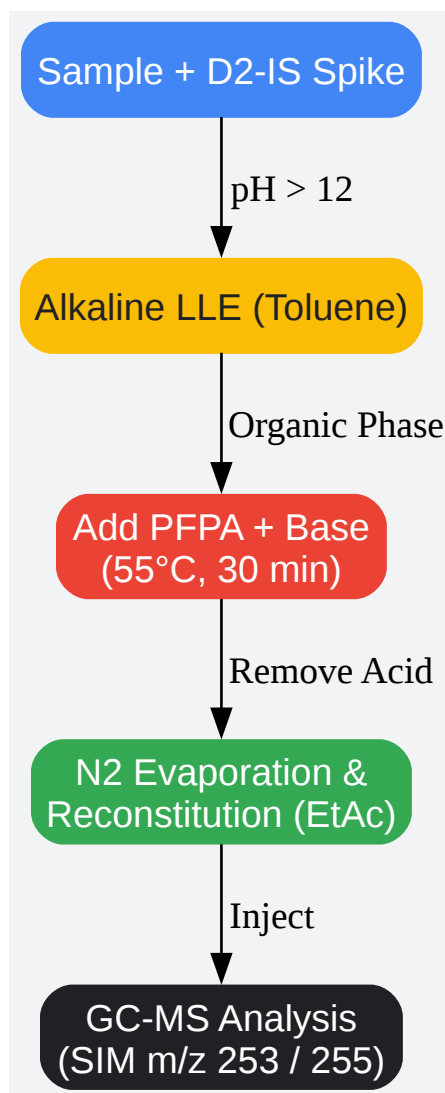 Sample + D2-IS Spike
pH > 12
Alkaline LLE (Toluene)
Organic Phase
Add PFPA + Base
(55°C, 30 min)
Remove Acid
N2 Evaporation &
Reconstitution (EtAc)
Inject
GC-MS Analysis
(SIM m/z 253 / 255)